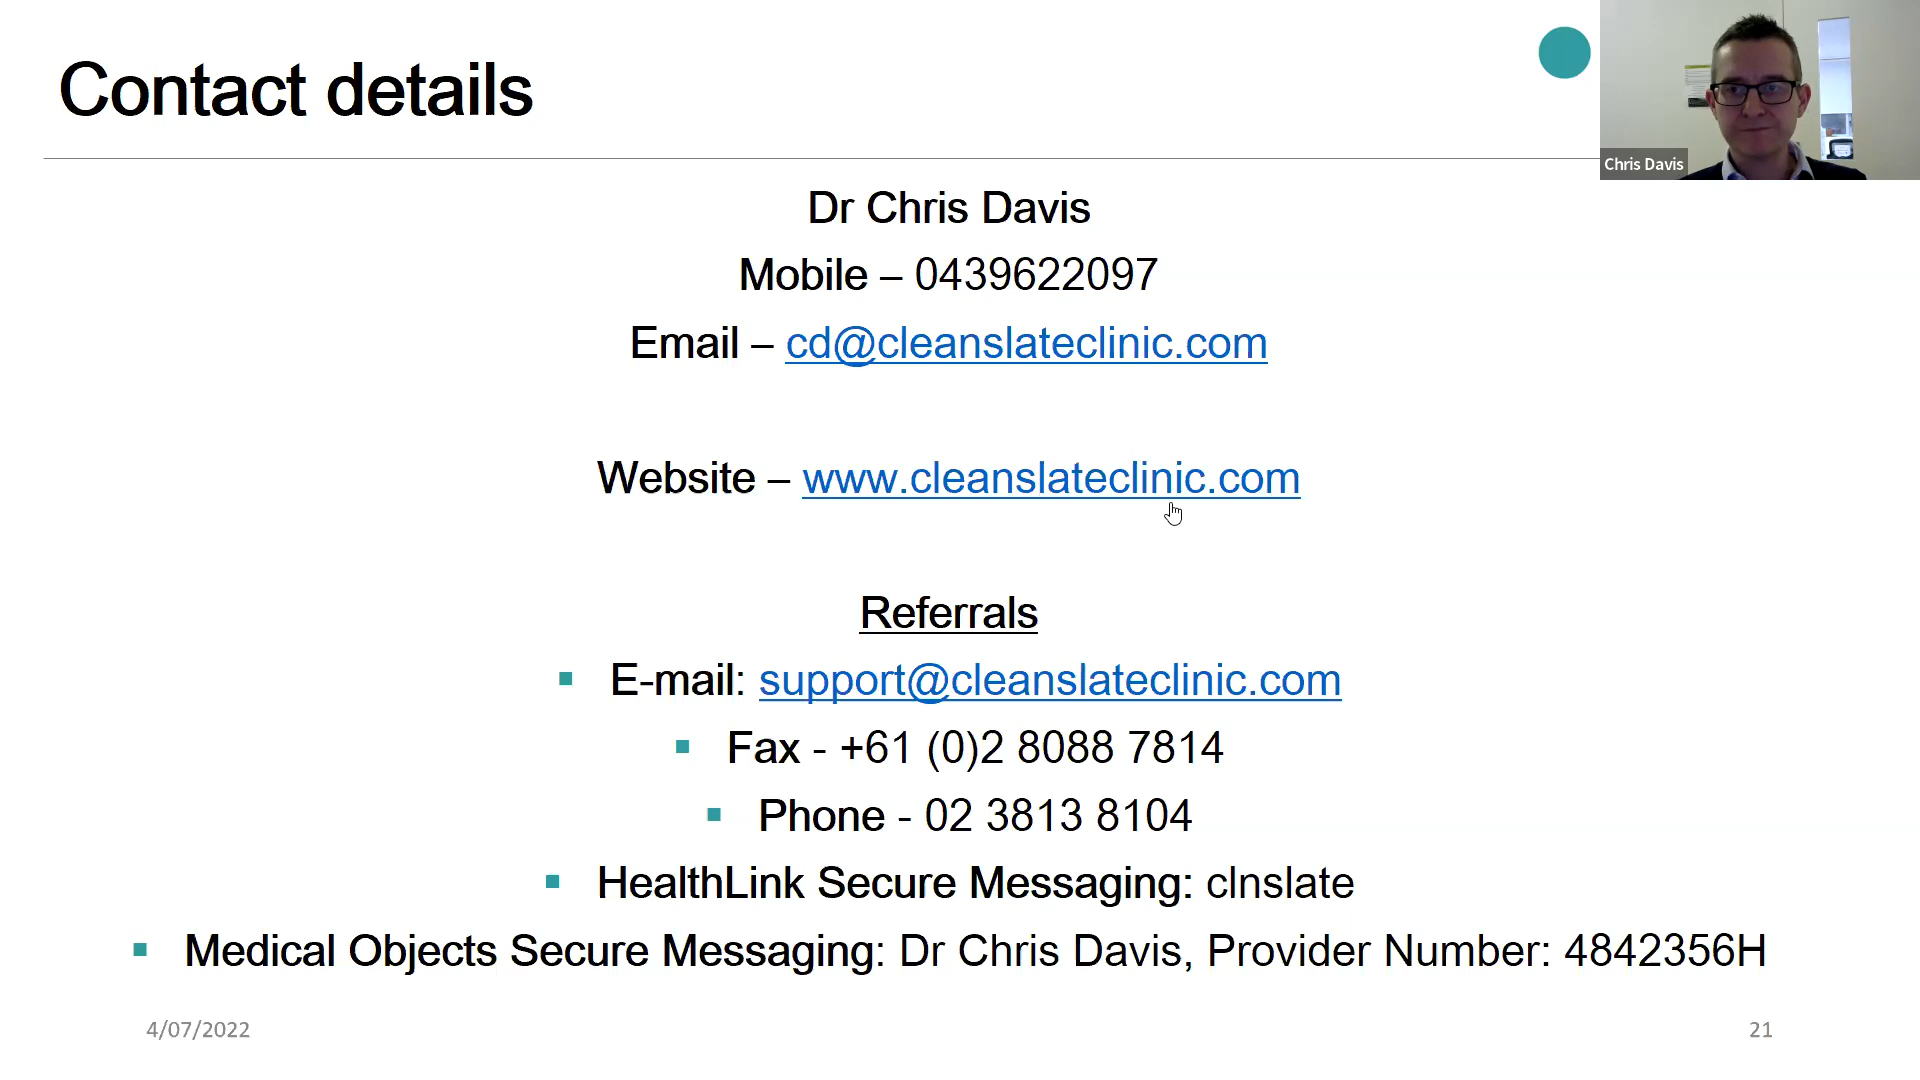 Contact details
Chris Davis
Dr Chris Davis
Mobile – 0439622097
Email – cd@cleanslateclinic.com
Website – www.cleanslateclinic.com
Referrals
▪ E-mail: support@cleanslateclinic.com
▪ Fax - +61 (0)2 8088 7814
▪ Phone - 02 3813 8104
▪ HealthLink Secure Messaging: clnslate
▪ Medical Objects Secure Messaging: Dr Chris Davis, Provider Number: 4842356H
4/07/2022
21